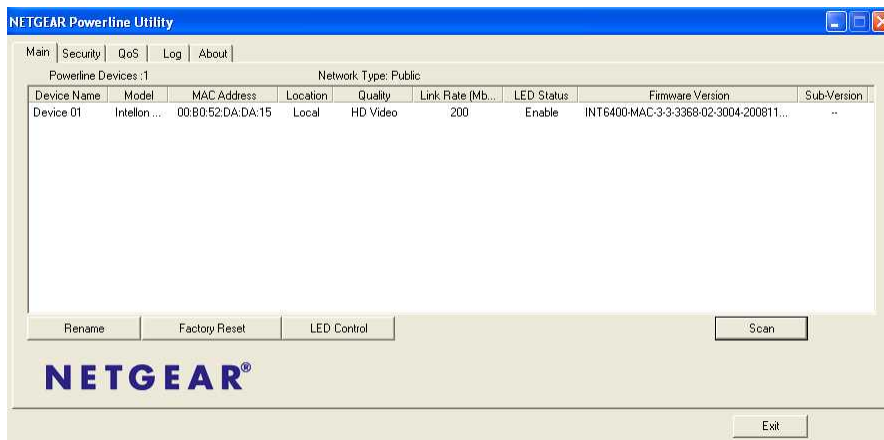 NETGEAR Powerline Utility
Main Security QoS Log About
Powerline Devices :1 Network Type: Public
Device Name Model MAC Address Location Quality Link Rate (Mb... LED Status Firmware Version Sub-Version
Device 01 Intellon ... 00:B0:52:DA:DA:15 Local HD Video 200 Enable INT6400-MAC-3-3-3368-02-3004-200811... --
Rename Factory Reset LED Control Scan
NETGEAR®
Exit